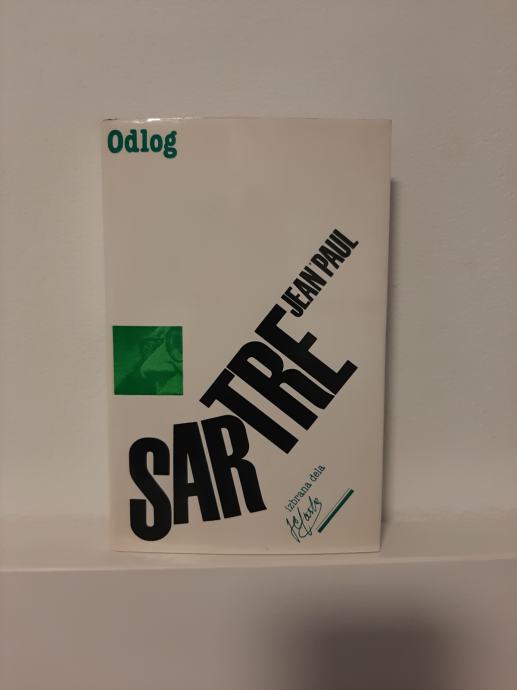 Odlog
JEAN PAUL
SARTRE
izbrana dela